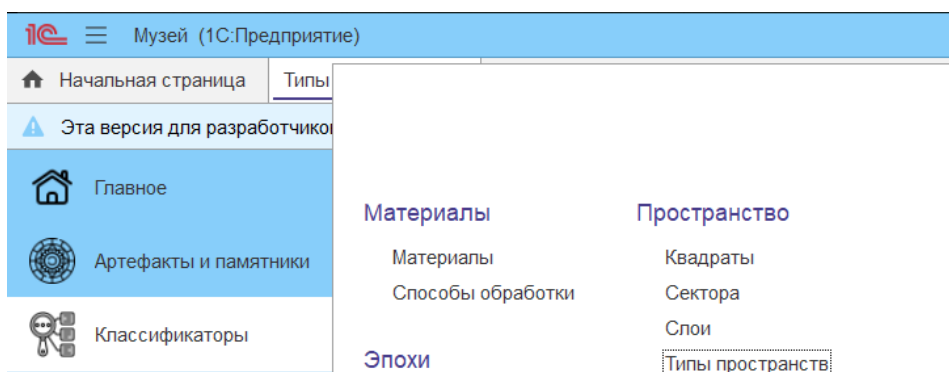 1С Музей (1С:Предприятие)
Начальная страница Типы
Эта версия для разработчиков
Главное
Артефакты и памятники
Классификаторы
Материалы
Материалы
Способы обработки
Эпохи
Пространство
Квадраты
Сектора
Слои
Типы пространств